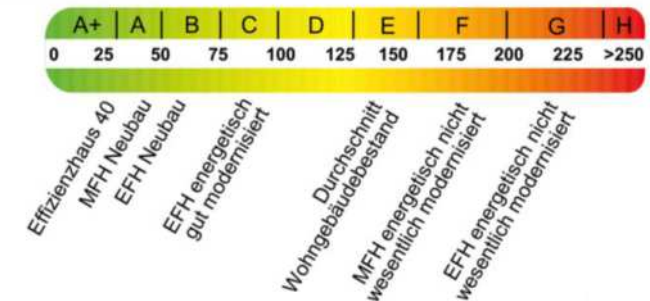 A+ A B C D E F G H
0 25 50 75 100 125 150 175 200 225 >250
Effizienzhaus 40
MFH Neubau
EFH Neubau
EFH energetisch
gut modernisiert
Durchschnitt
Wohngebäudebestand
MFH energetisch nicht
wesentlich modernisiert
EFH energetisch nicht
wesentlich modernisiert